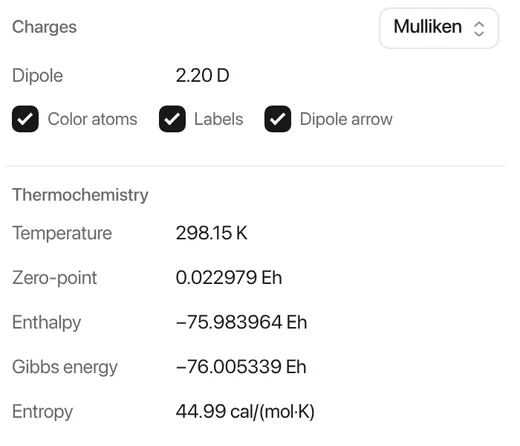 Charges Mulliken
Dipole 2.20 D
Color atoms Labels Dipole arrow
Thermochemistry
Temperature 298.15 K
Zero-point 0.022979 Eh
Enthalpy −75.983964 Eh
Gibbs energy −76.005339 Eh
Entropy 44.99 cal/(mol·K)